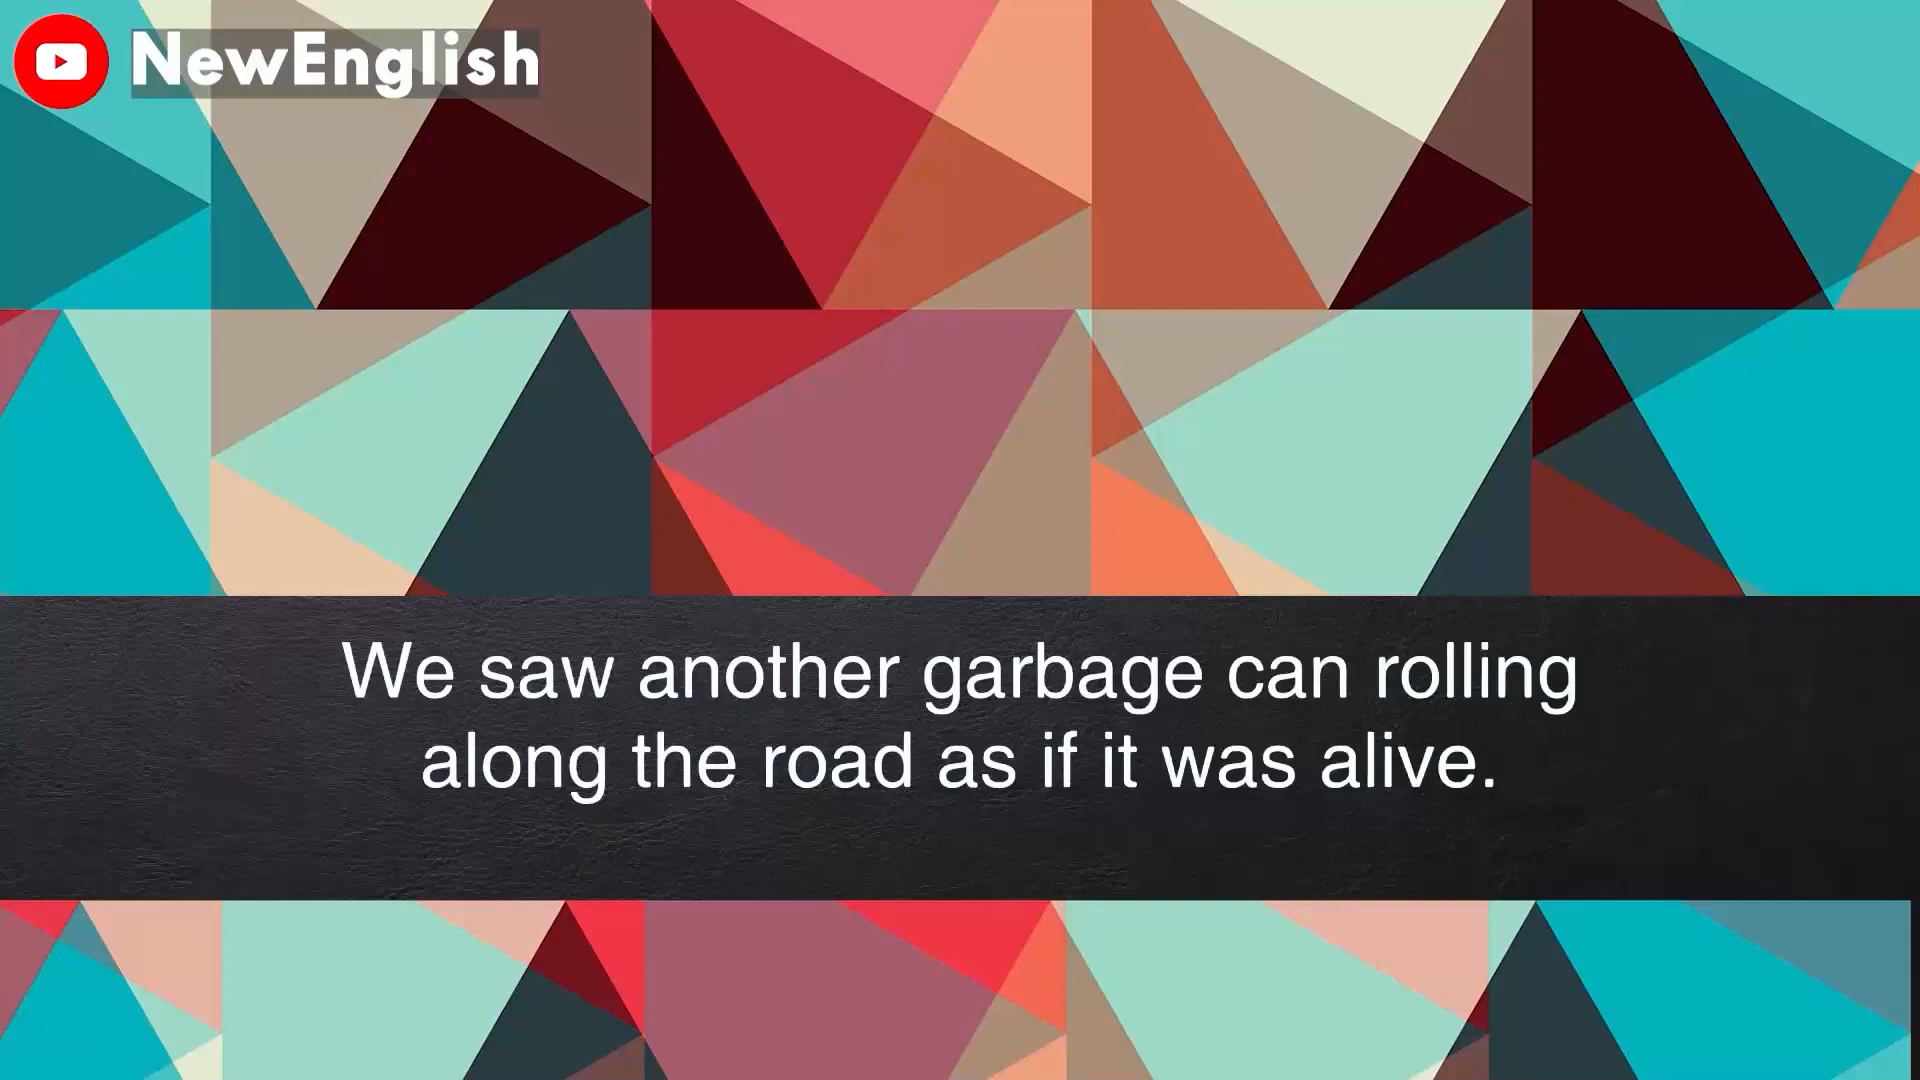 NewEnglish
We saw another garbage can rolling
along the road as if it was alive.